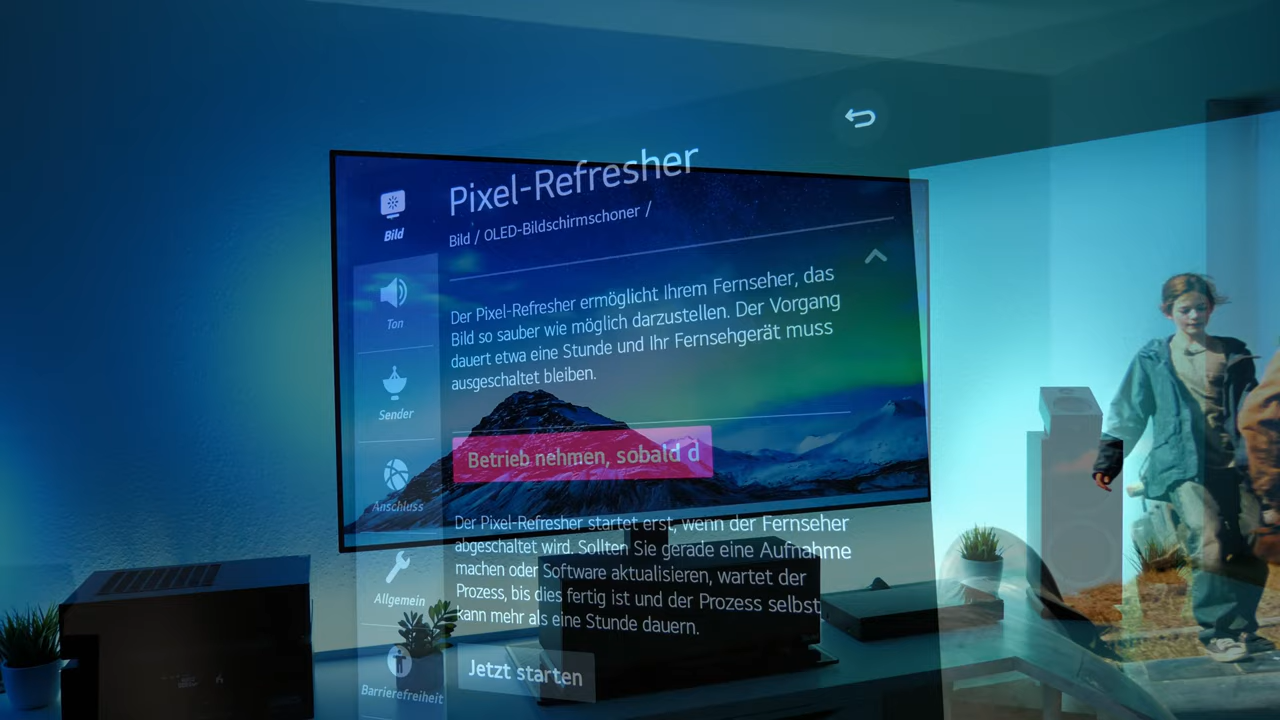 Pixel-Refresher
Bild / OLED-Bildschirmschoner /
Bild
Ton
Sender
Anschluss
Allgemein
Barrierefreiheit
Der Pixel-Refresher ermöglicht Ihrem Fernseher, das
Bild so sauber wie möglich darzustellen. Der Vorgang
dauert etwa eine Stunde und Ihr Fernsehgerät muss
ausgeschaltet bleiben.
Betrieb nehmen, sobald d
Der Pixel-Refresher startet erst, wenn der Fernseher
abgeschaltet wird. Sollten Sie gerade eine Aufnahme
machen oder Software aktualisieren, wartet der
Prozess, bis dies fertig ist und der Prozess selbst
kann mehr als eine Stunde dauern.
Jetzt starten